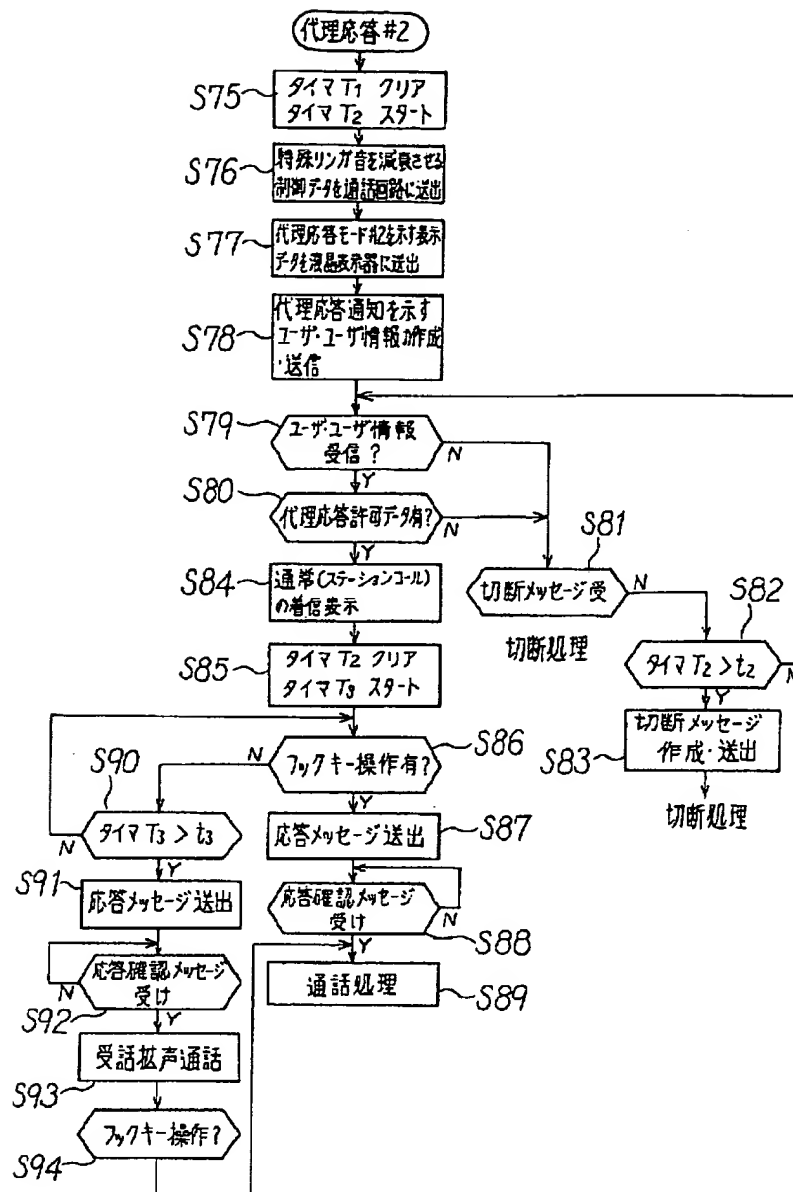 代理応答#2
S75
タイマ T1 クリア
タイマ T2 スタート
S76
特殊リンガ音を減衰させる
制御データを通話回路に送出
S77
代理応答モード#2を示す表示
データを液晶表示器に送出
S78
代理応答通知を示す
ユーザ・ユーザ情報の作成
・送信
S79
ユーザ・ユーザ情報
受信?
N
Y
S80
代理応答許可データ有?
N
Y
S81
切断メッセージ受
N
切断処理
S82
タイマ T2 > t2
N
Y
S83
切断メッセージ
作成・送出
切断処理
S84
通常(ステーションコール)
の着信表示
S85
タイマ T2 クリア
タイマ T3 スタート
S86
フックキー操作有?
N
Y
S87
応答メッセージ送出
S88
応答確認メッセージ
受け
N
Y
S89
通話処理
S90
タイマ T3 > t3
N
Y
S91
応答メッセージ送出
S92
応答確認メッセージ
受け
N
Y
S93
受話拡声通話
S94
フックキー操作?